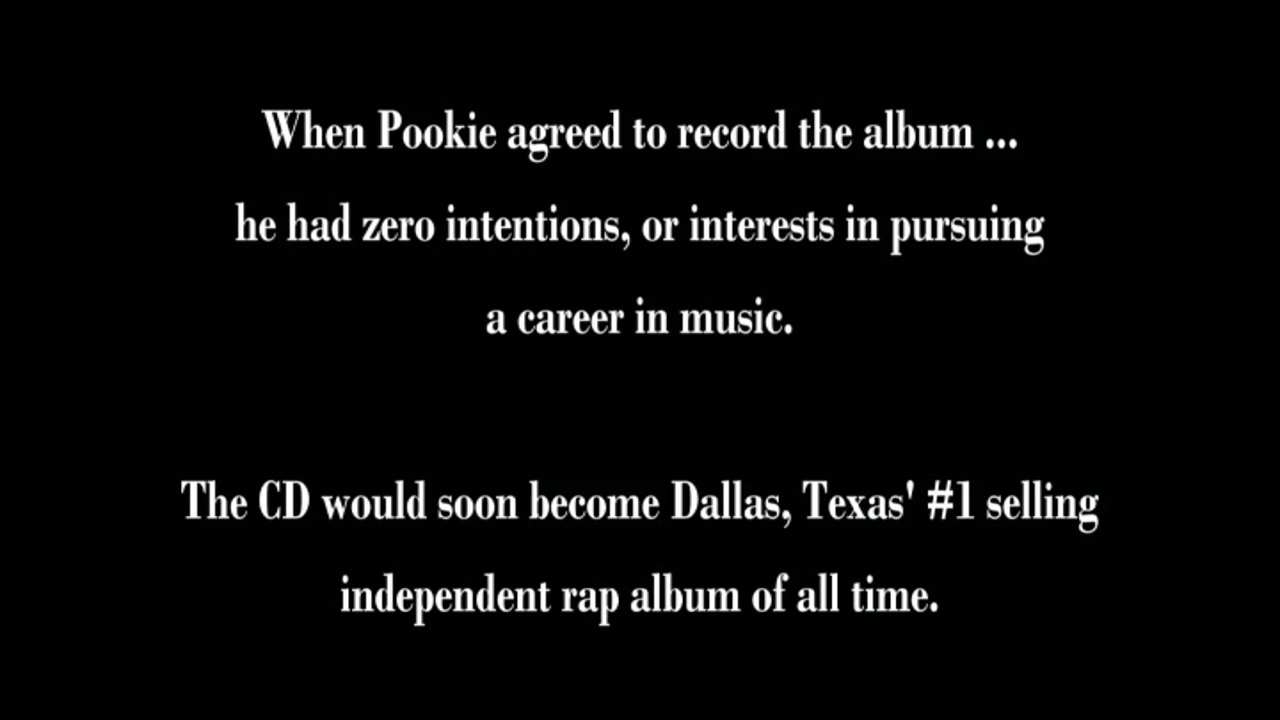 When Pookie agreed to record the album ...
he had zero intentions, or interests in pursuing
a career in music.
The CD would soon become Dallas, Texas' #1 selling
independent rap album of all time.